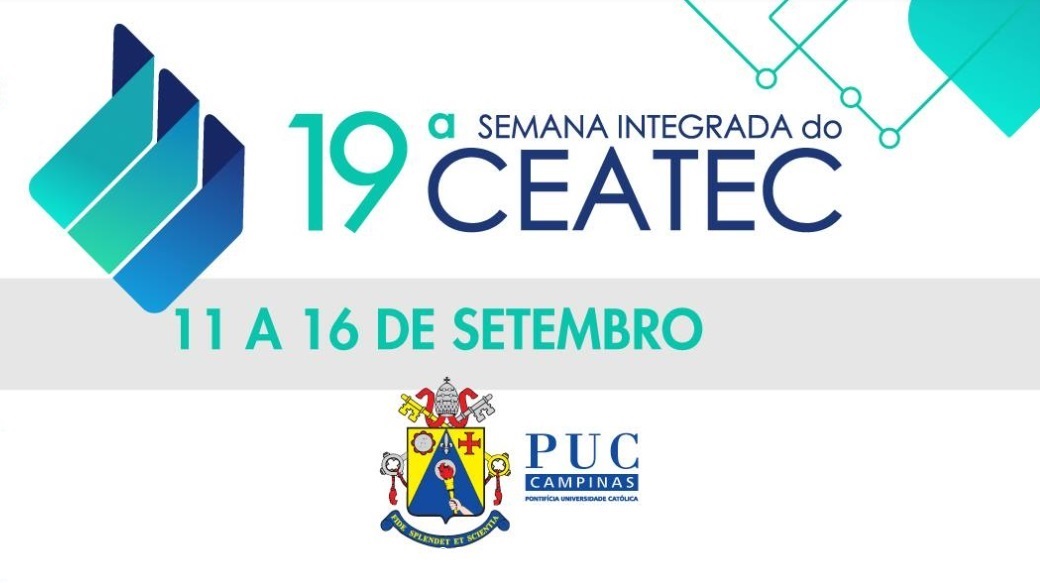 19ª SEMANA INTEGRADA do
CEATEC
11 A 16 DE SETEMBRO
PUC
CAMPINAS
PONTIFÍCIA UNIVERSIDADE CATÓLICA
FIDE SPLENDET ET SCIENTIA